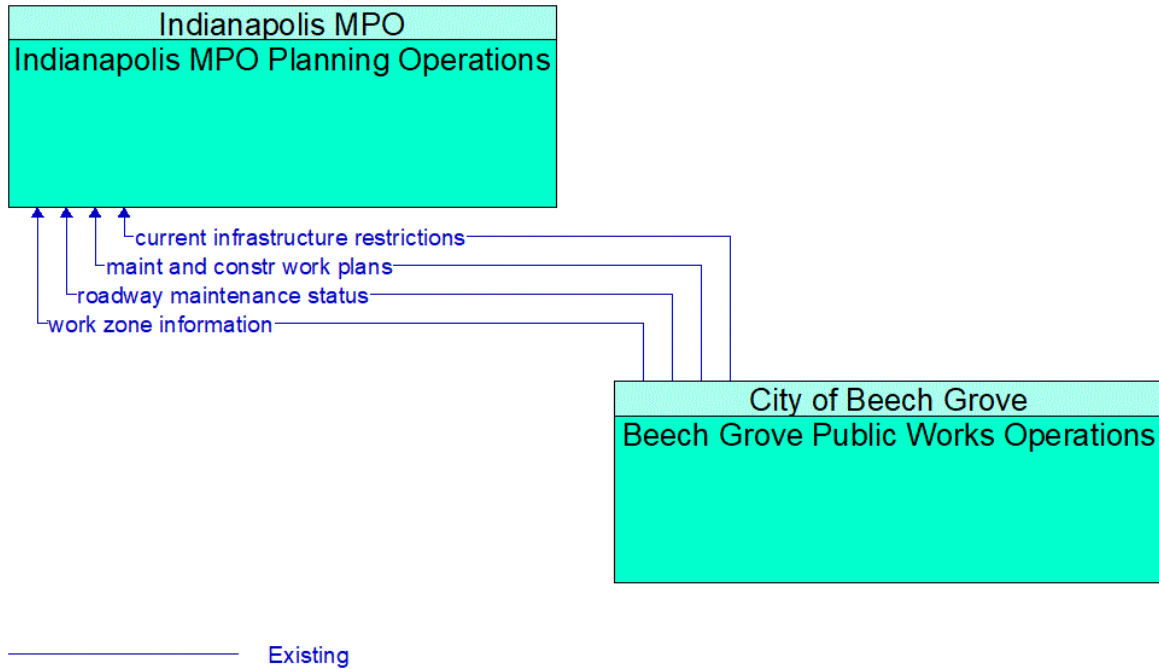 Indianapolis MPO
Indianapolis MPO Planning Operations
current infrastructure restrictions
maint and constr work plans
roadway maintenance status
work zone information
City of Beech Grove
Beech Grove Public Works Operations
Existing